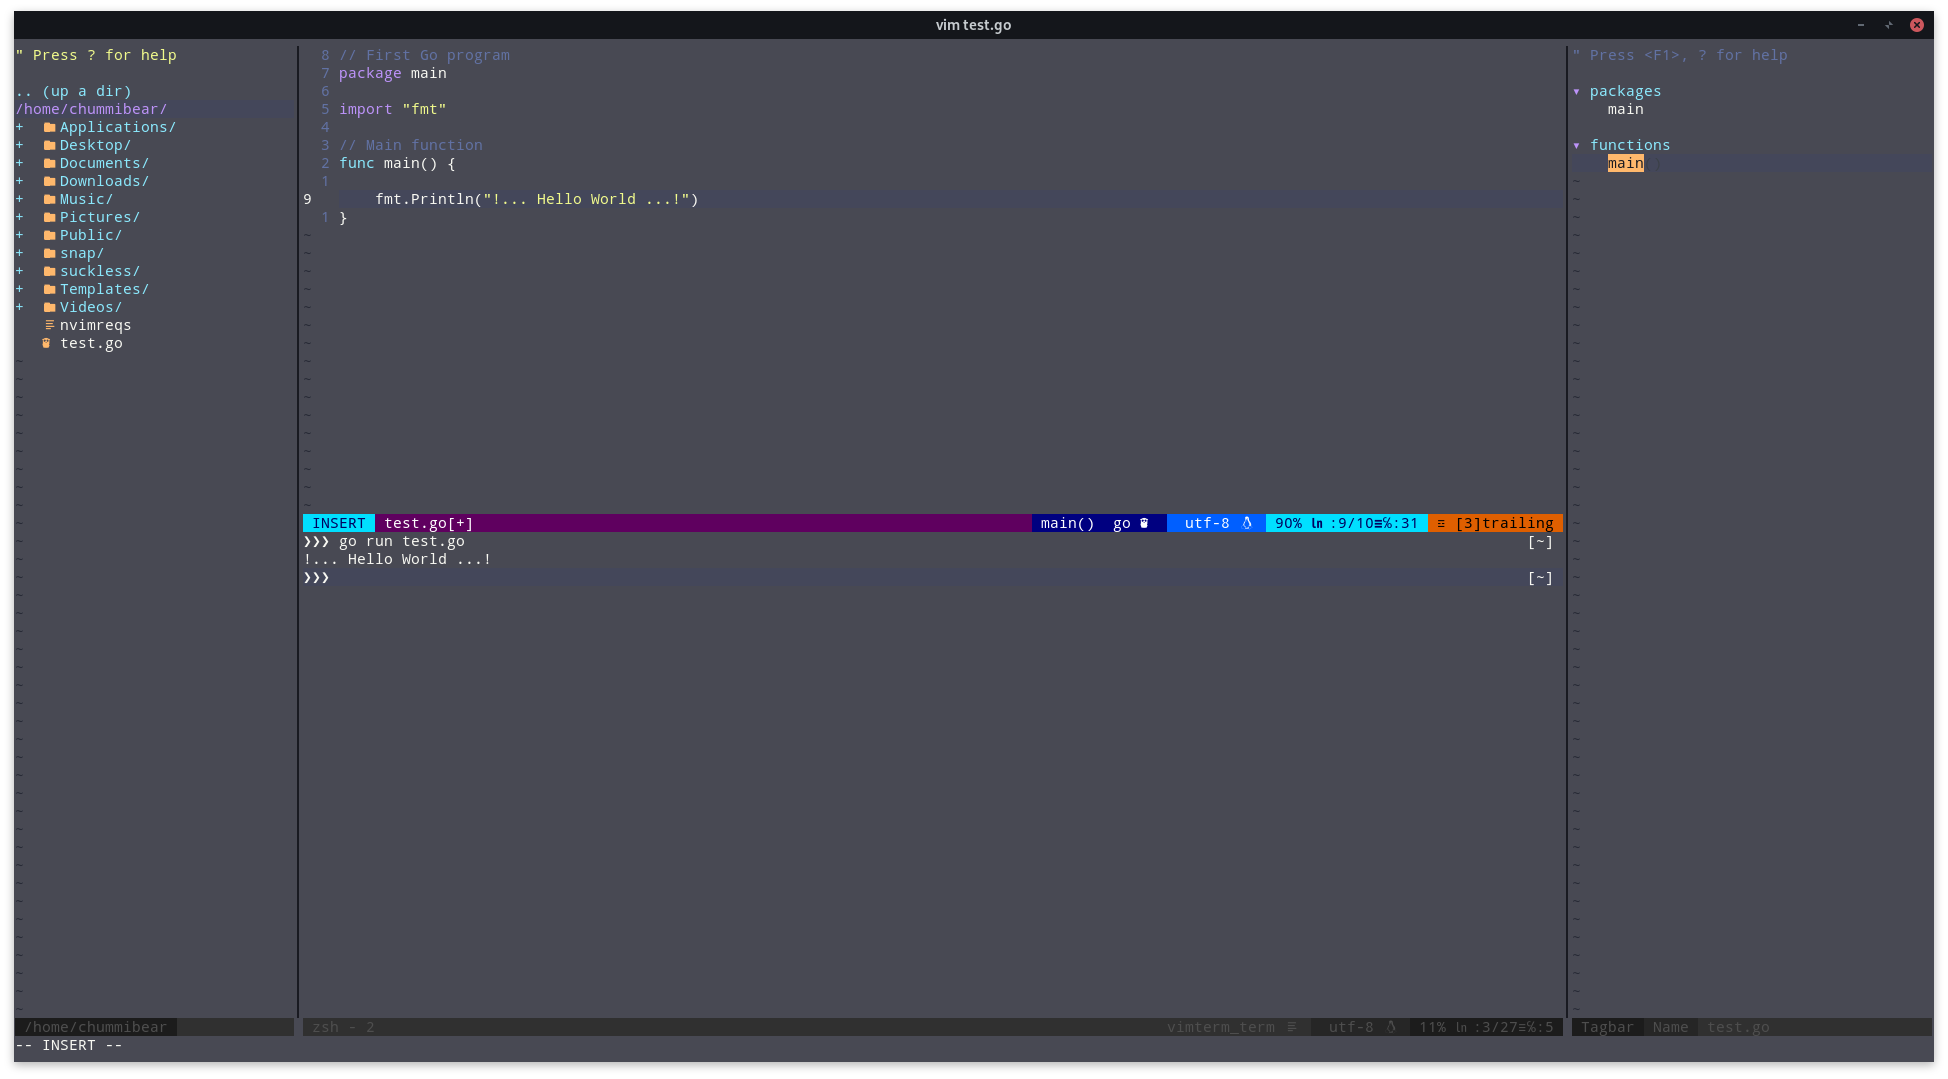 vim test.go
" Press ? for help
.. (up a dir)
/home/chummibear/
+ Applications/
+ Desktop/
+ Documents/
+ Downloads/
+ Music/
+ Pictures/
+ Public/
+ snap/
+ suckless/
+ Templates/
+ Videos/
nvimreqs
test.go
/home/chummibear
8 // First Go program
7 package main
6
5 import "fmt"
4
3 // Main function
2 func main() {
1
9 fmt.Println("!... Hello World ...!")
1 }
INSERT test.go[+] main() go utf-8 90% ln :9/10≡%:31 ≡ [3]trailing
❯❯❯ go run test.go [~]
!... Hello World ...!
❯❯❯ [~]
zsh - 2 vimterm_term utf-8 11% ln :3/27≡%:5
" Press <F1>, ? for help
▾ packages
main
▾ functions
main()
Tagbar Name test.go
-- INSERT --